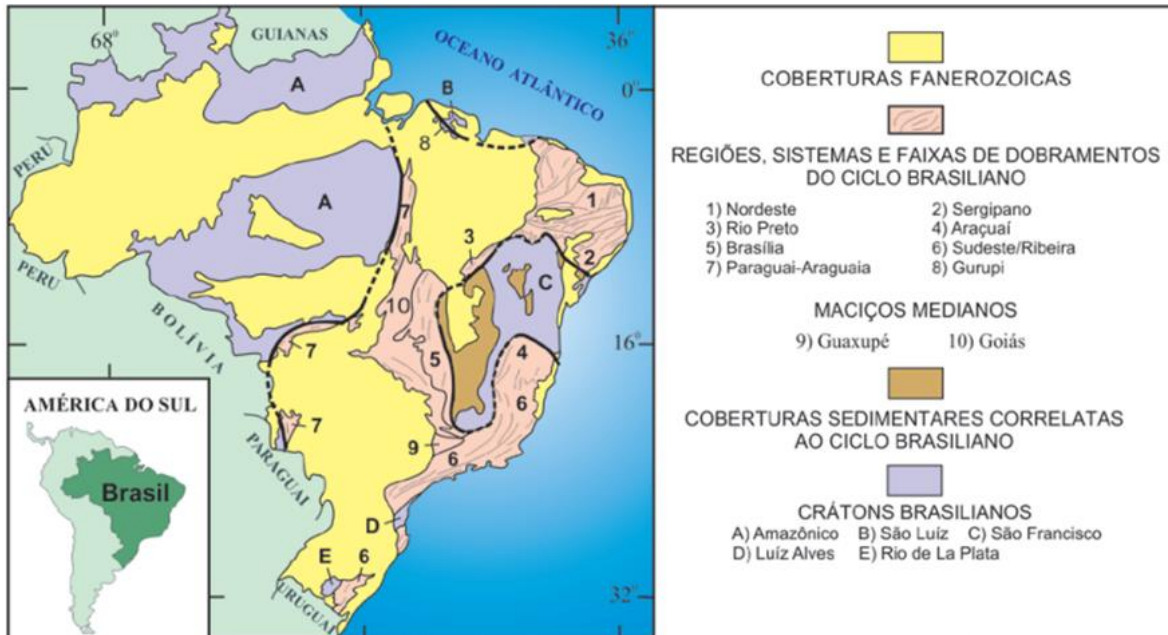 68°
36°
GUIANAS
OCEANO ATLÂNTICO
A
B
0°
8
PERU
A
7
1
3
2
C
PERU
10
BOLÍVIA
16°
7
5
4
6
7
9
6
PARAGUAI
D
E
6
URUGUAI
32°
AMÉRICA DO SUL
Brasil
COBERTURAS FANEROZOICAS
REGIÕES, SISTEMAS E FAIXAS DE DOBRAMENTOS
DO CICLO BRASILIANO
1) Nordeste 2) Sergipano
3) Rio Preto 4) Araçuaí
5) Brasília 6) Sudeste/Ribeira
7) Paraguai-Araguaia 8) Gurupi
MACIÇOS MEDIANOS
9) Guaxupé 10) Goiás
COBERTURAS SEDIMENTARES CORRELATAS
AO CICLO BRASILIANO
CRÁTONS BRASILIANOS
A) Amazônico B) São Luíz C) São Francisco
D) Luíz Alves E) Rio de La Plata